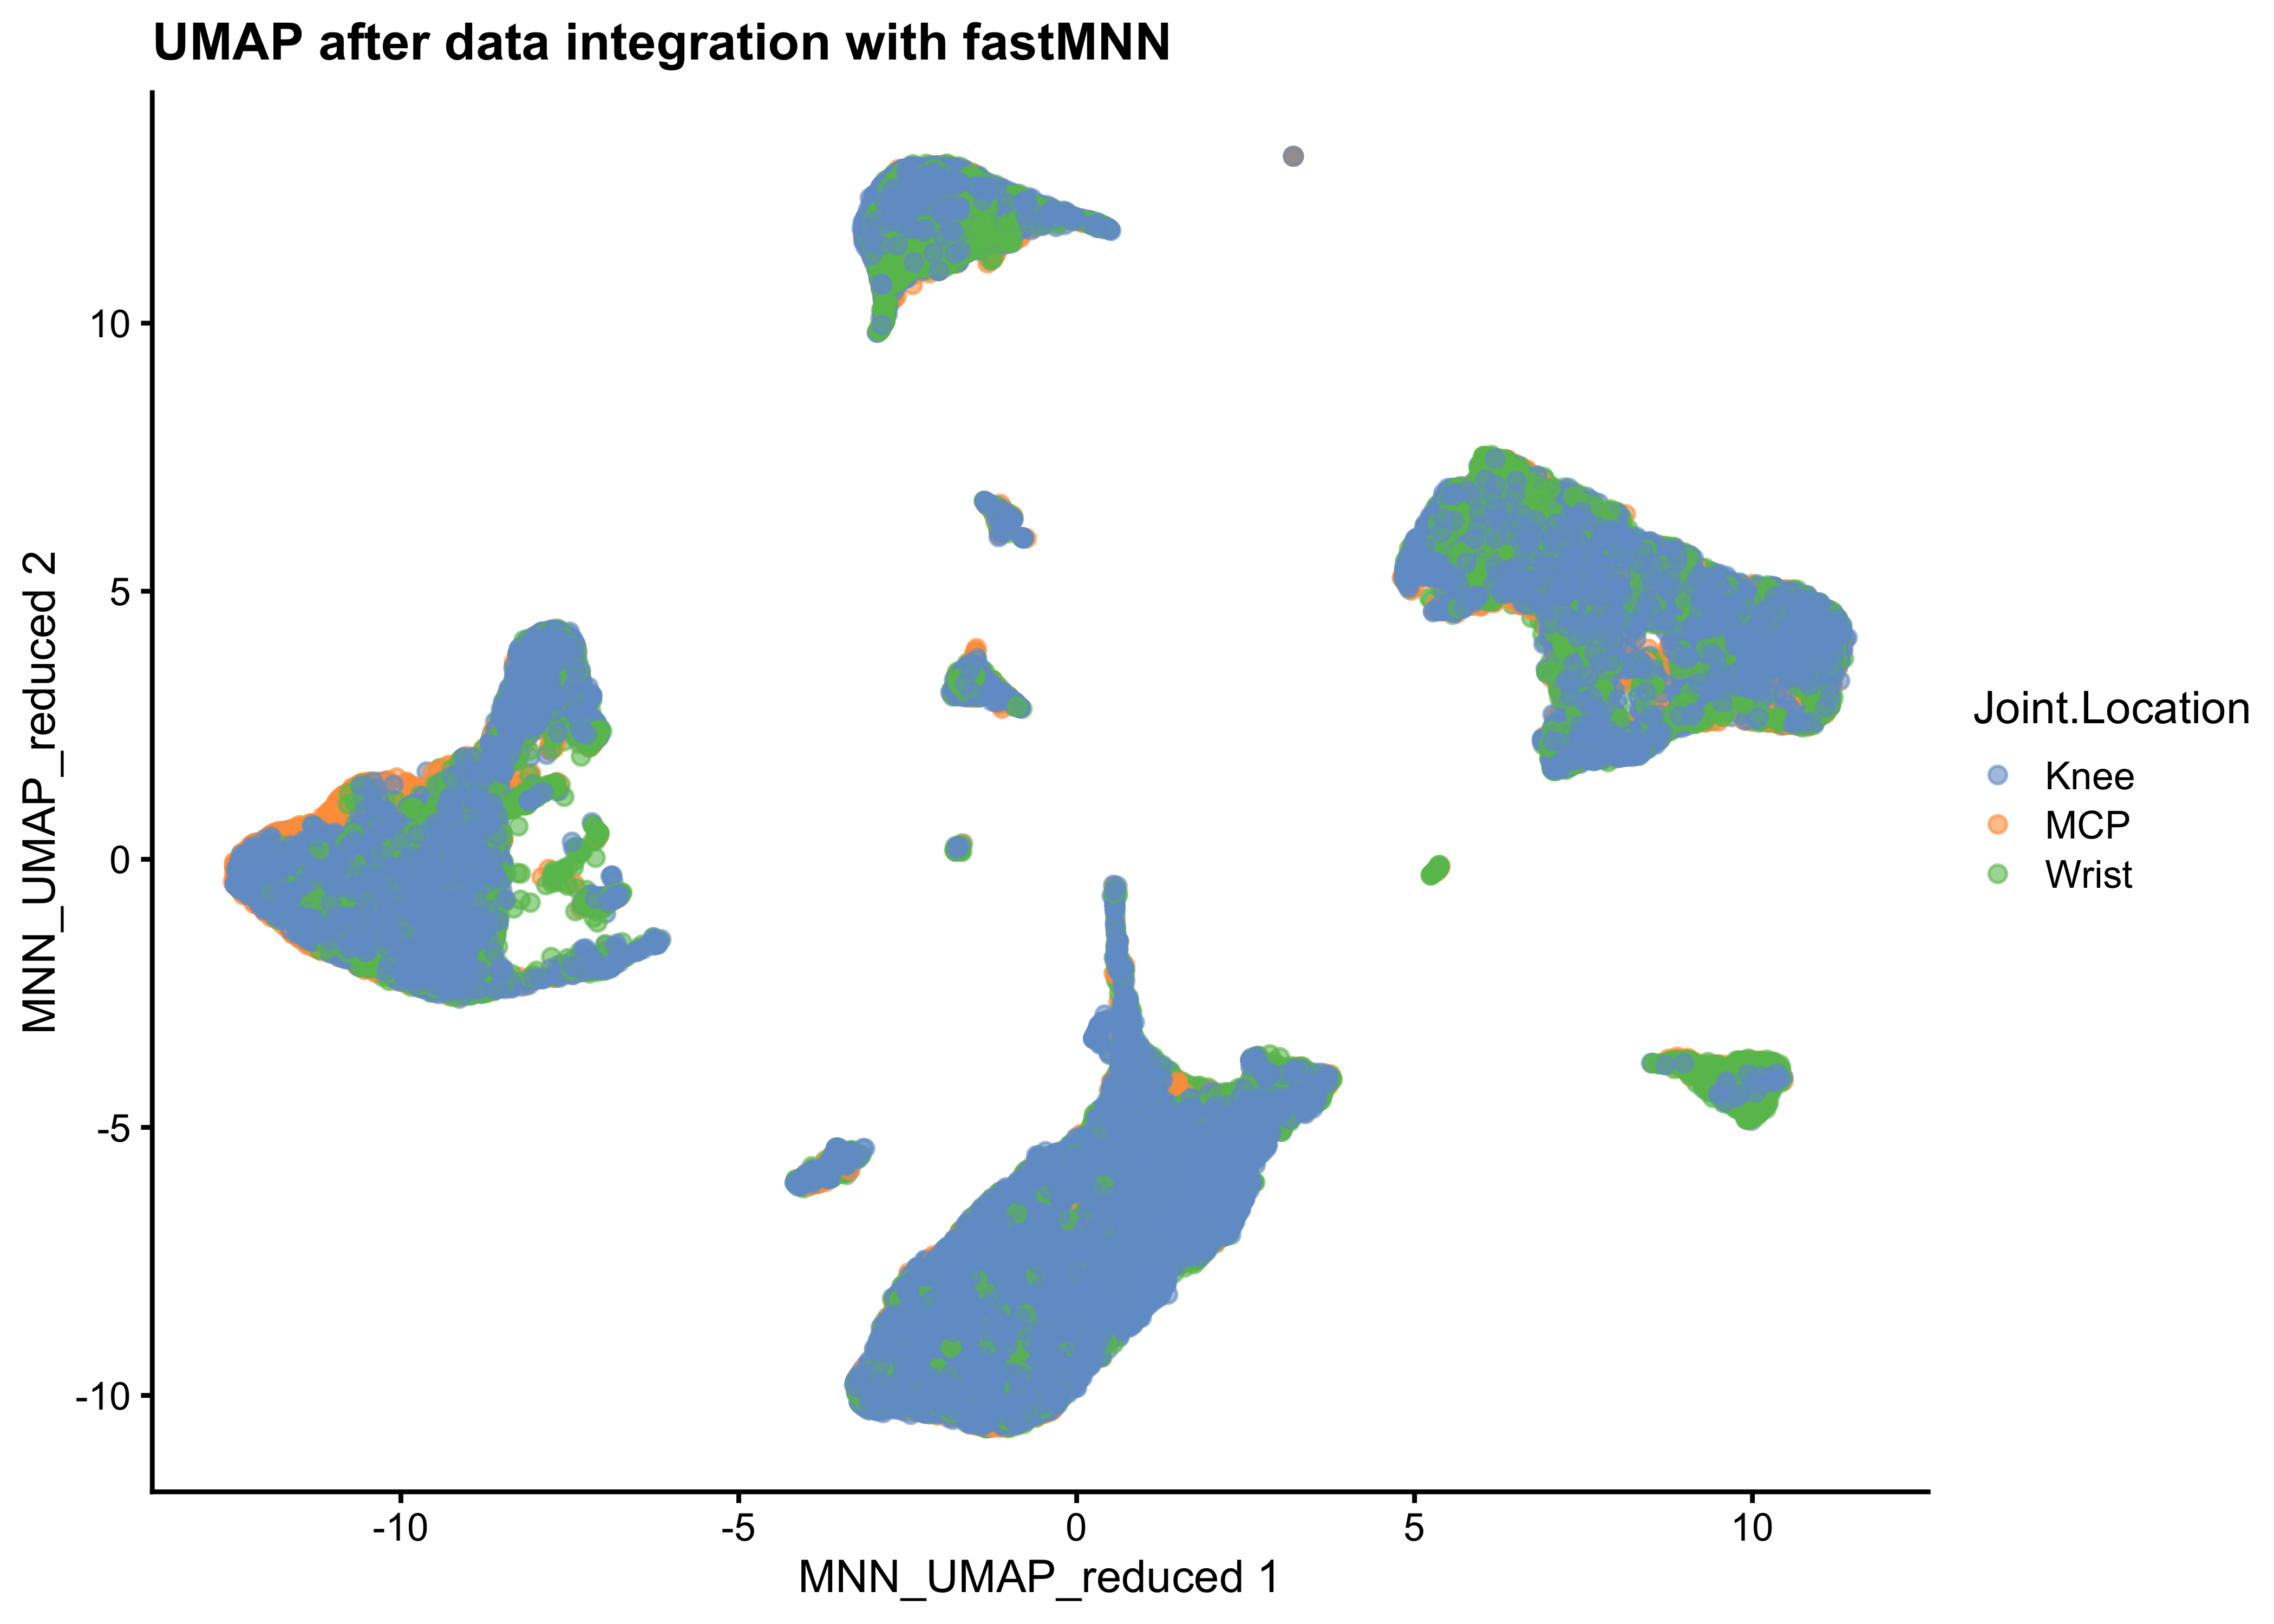 UMAP after data integration with fastMNN
10
5
0
-5
-10
MNN_UMAP_reduced 2
-10
-5
0
5
10
MNN_UMAP_reduced 1
Joint.Location
Knee
MCP
Wrist